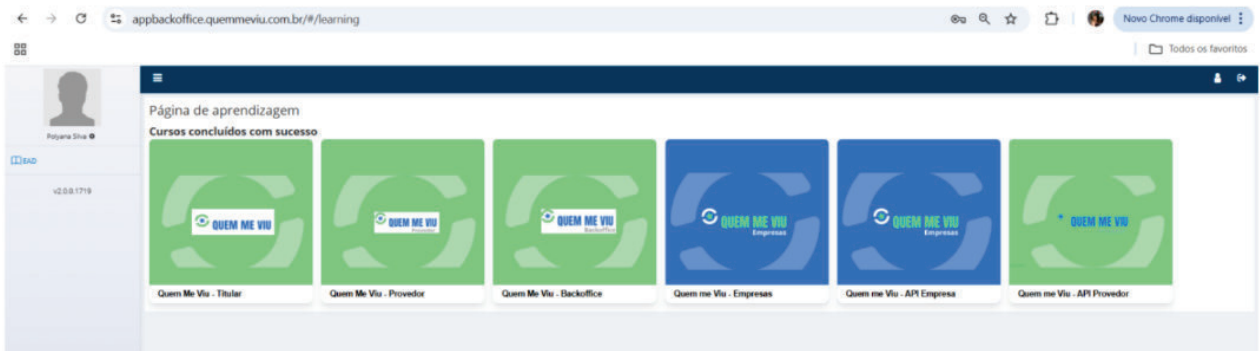 appbackoffice.quemmeviu.com.br/#/learning
Novo Chrome disponível
Todos os favoritos
Página de aprendizagem
Polyana Silva
Cursos concluídos com sucesso
EAD
v2.0.0.1719
QUEM ME VIU
QUEM ME VIU
Provedor
QUEM ME VIU
Backoffice
QUEM ME VIU
Empresas
QUEM ME VIU
Empresas
QUEM ME VIU
Quem Me Viu - Titular
Quem Me Viu - Provedor
Quem Me Viu - Backoffice
Quem me Viu - Empresas
Quem me Viu - API Empresa
Quem me Viu - API Provedor